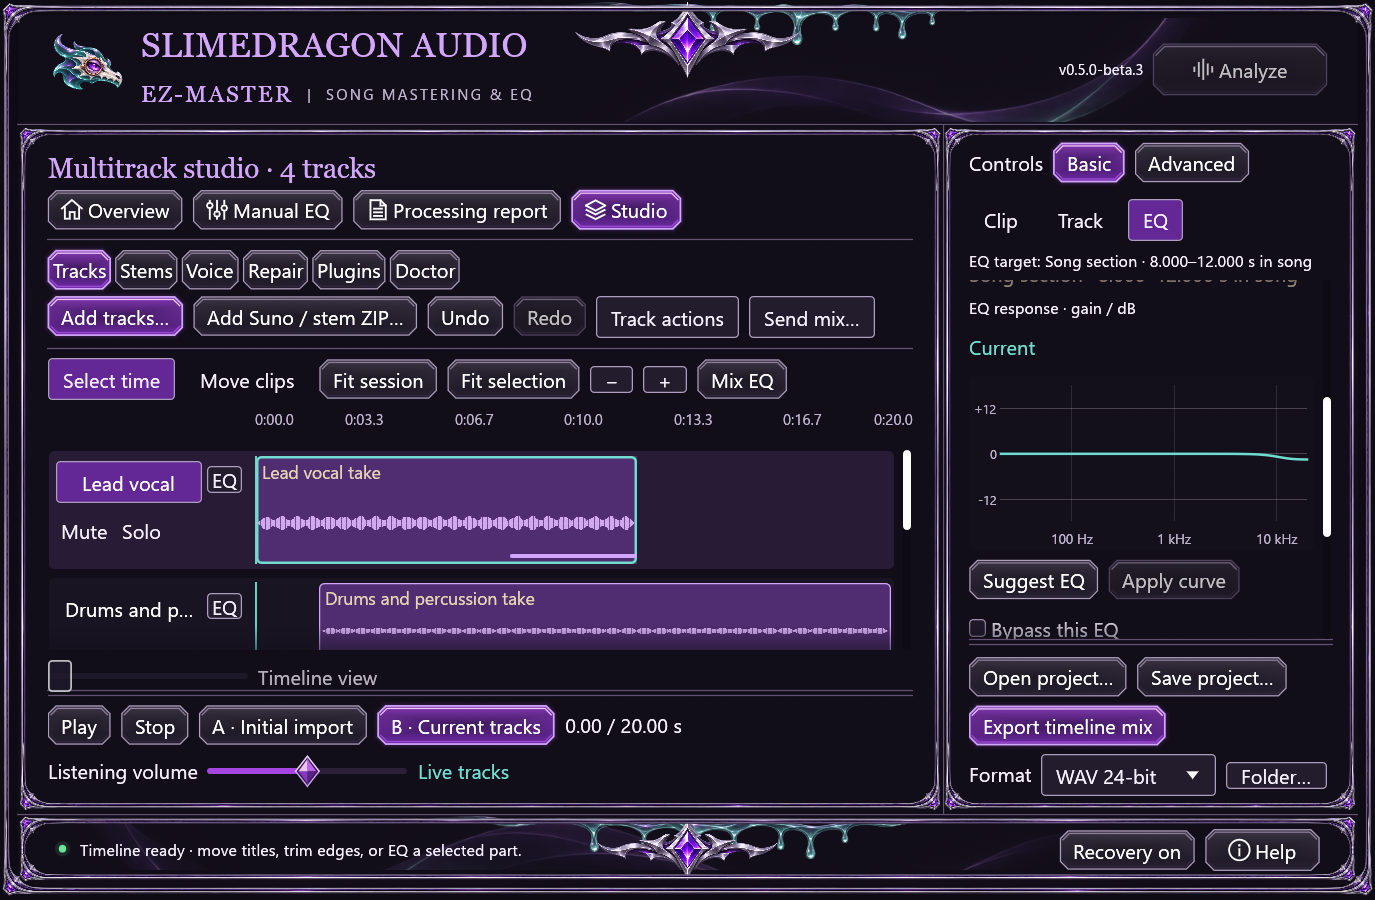 SLIMEDRAGON AUDIO
EZ-MASTER | SONG MASTERING & EQ
v0.5.0-beta.3
Analyze
Multitrack studio · 4 tracks
Overview
Manual EQ
Processing report
Studio
Tracks
Stems
Voice
Repair
Plugins
Doctor
Add tracks...
Add Suno / stem ZIP...
Undo
Redo
Track actions
Send mix...
Select time
Move clips
Fit session
Fit selection
–
+
Mix EQ
0:00.0 0:03.3 0:06.7 0:10.0 0:13.3 0:16.7 0:20.0
Lead vocal
EQ
Lead vocal take
Mute Solo
Drums and p...
EQ
Drums and percussion take
Timeline view
Play
Stop
A · Initial import
B · Current tracks
0.00 / 20.00 s
Listening volume
Live tracks
Controls
Basic
Advanced
Clip
Track
EQ
EQ target: Song section · 8.000–12.000 s in song
Song section · 8.000–12.000 s in song
EQ response · gain / dB
Current
+12
0
-12
100 Hz 1 kHz 10 kHz
Suggest EQ
Apply curve
Bypass this EQ
Open project...
Save project...
Export timeline mix
Format
WAV 24-bit
Folder...
Timeline ready · move titles, trim edges, or EQ a selected part.
Recovery on
Help